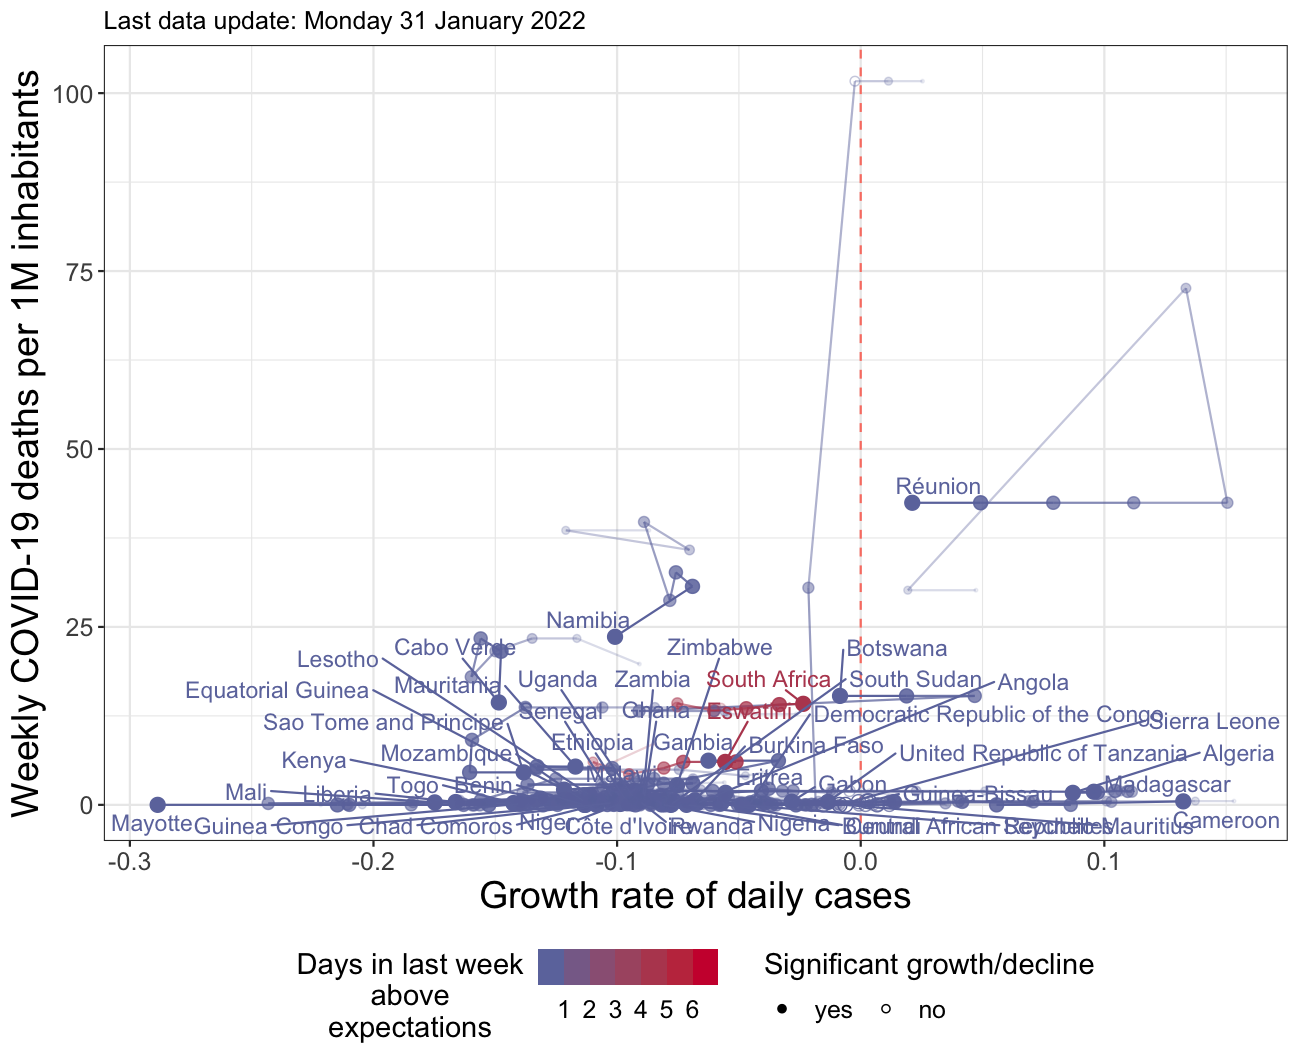 Last data update: Monday 31 January 2022
Weekly COVID-19 deaths per 1M inhabitants
100
75
50
25
0
Réunion
Namibia
Cabo Verde
Zimbabwe
Botswana
Lesotho
Equatorial Guinea
Mauritania
Uganda
Zambia
South Africa
South Sudan
Angola
Sao Tome and Principe
Senegal
Ghana
Eswatini
Democratic Republic of the Congo
Sierra Leone
Kenya
Mozambique
Ethiopia
Gambia
Burkina Faso
United Republic of Tanzania
Algeria
Mali
Liberia
Togo
Benin
Malawi
Eritrea
Gabon
Guinea-Bissau
Madagascar
Mayotte
Guinea
Congo
Chad
Comoros
Niger
Côte d'Ivoire
Rwanda
Nigeria
Burundi
Central African Republic
Seychelles
Mauritius
Cameroon
-0.3
-0.2
-0.1
0.0
0.1
Growth rate of daily cases
Days in last week
above
expectations
1 2 3 4 5 6
Significant growth/decline
yes
no